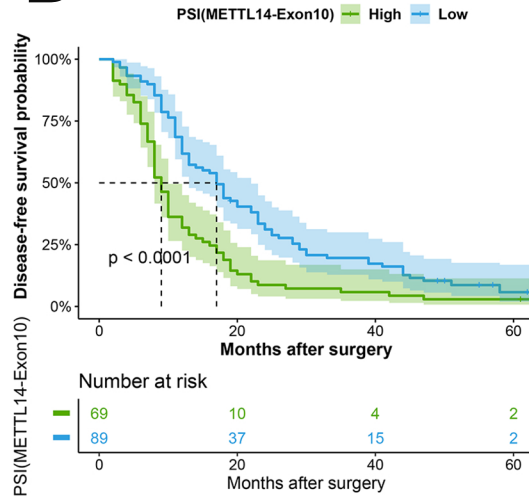 PSI(METTL14-Exon10) High Low
Disease-free survival probability
100%
75%
50%
25%
0%
p < 0.0001
0 20 40 60
Months after surgery
Number at risk
PSI(METTL14-Exon10)
69 10 4 2
89 37 15 2
0 20 40 60
Months after surgery